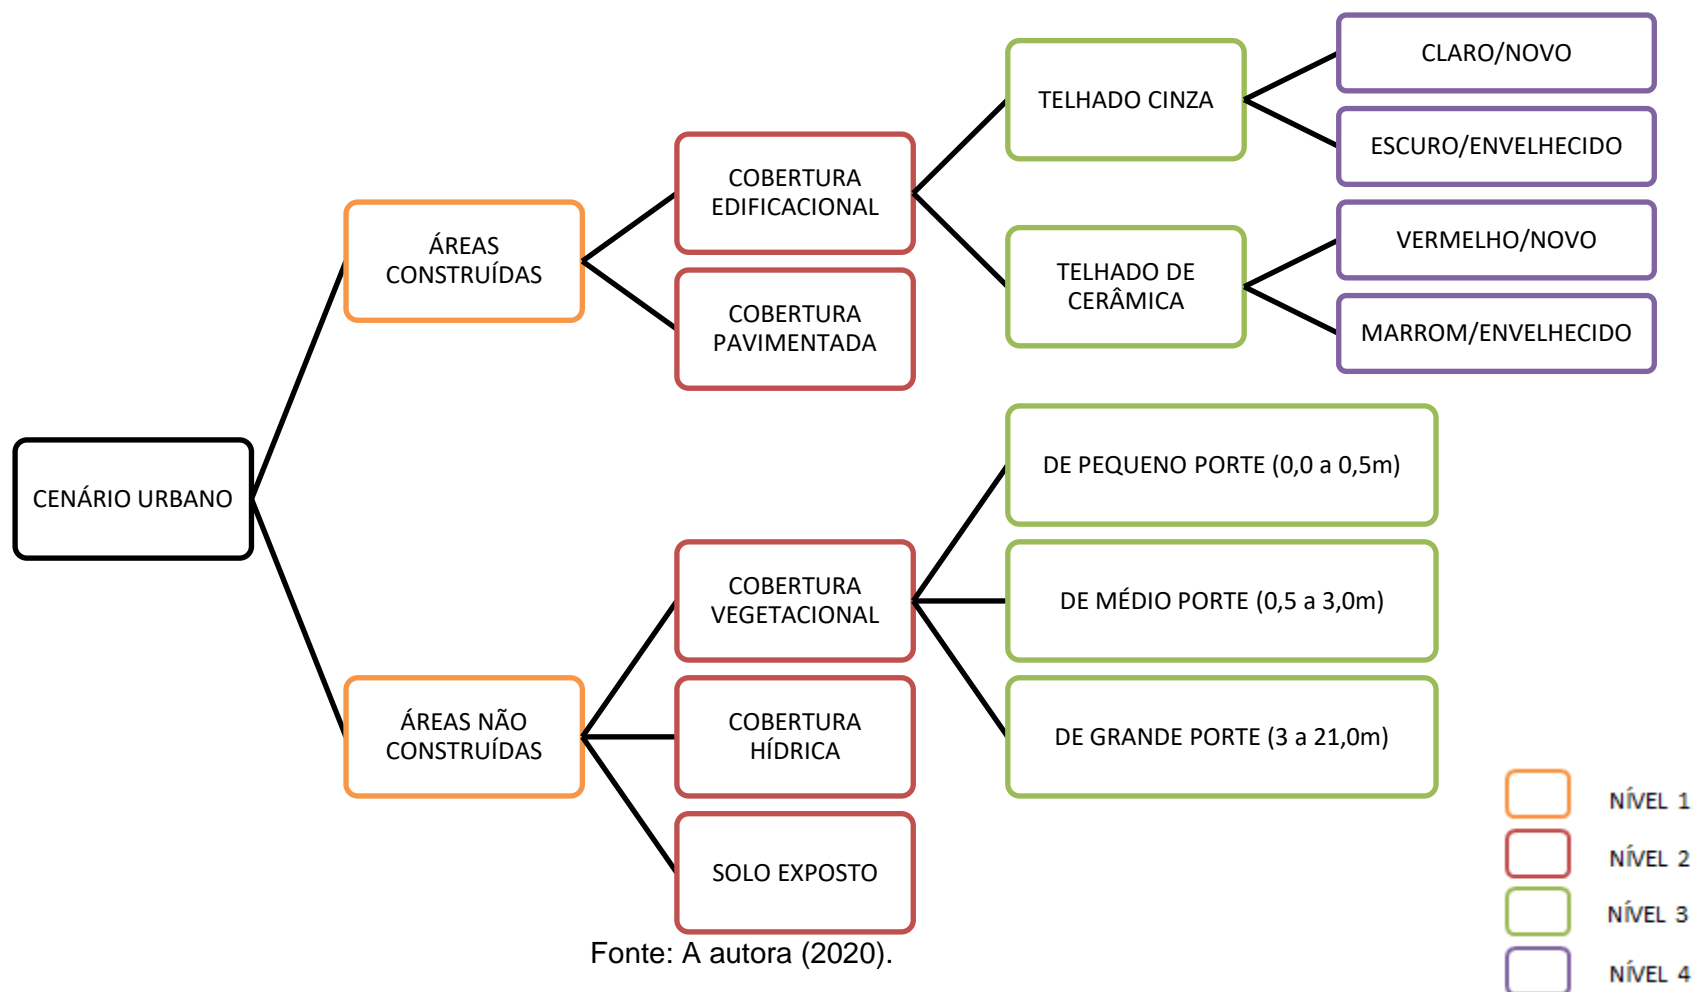 CENÁRIO URBANO
ÁREAS
CONSTRUÍDAS
COBERTURA
EDIFICACIONAL
TELHADO CINZA
CLARO/NOVO
ESCURO/ENVELHECIDO
TELHADO DE
CERÂMICA
VERMELHO/NOVO
MARROM/ENVELHECIDO
COBERTURA
PAVIMENTADA
ÁREAS NÃO
CONSTRUÍDAS
COBERTURA
VEGETACIONAL
DE PEQUENO PORTE (0,0 a 0,5m)
DE MÉDIO PORTE (0,5 a 3,0m)
DE GRANDE PORTE (3 a 21,0m)
COBERTURA
HÍDRICA
SOLO EXPOSTO
NÍVEL 1
NÍVEL 2
NÍVEL 3
NÍVEL 4
Fonte: A autora (2020).